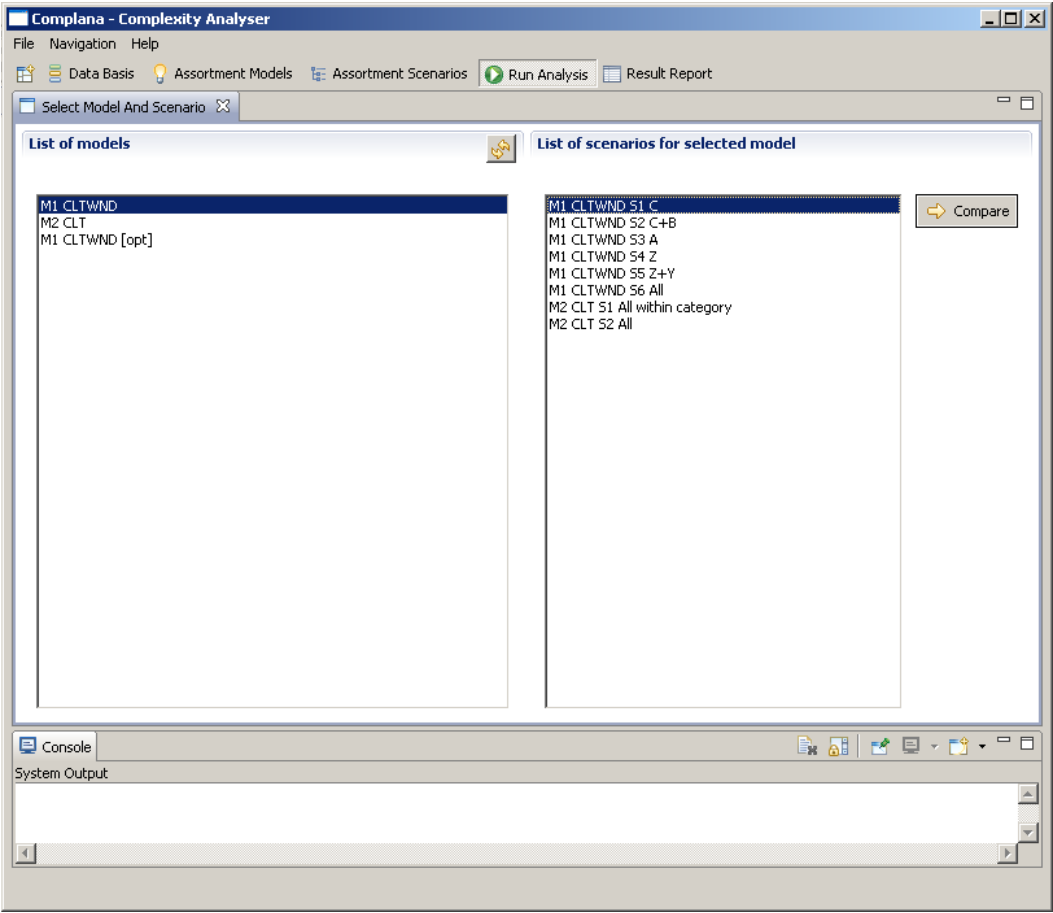 Complana - Complexity Analyser
File Navigation Help
Data Basis Assortment Models Assortment Scenarios Run Analysis Result Report
Select Model And Scenario
List of models
List of scenarios for selected model
M1 CLTWND
M2 CLT
M1 CLTWND [opt]
M1 CLTWND S1 C
M1 CLTWND S2 C+B
M1 CLTWND S3 A
M1 CLTWND S4 Z
M1 CLTWND S5 Z+Y
M1 CLTWND S6 All
M2 CLT S1 All within category
M2 CLT S2 All
Compare
Console
System Output